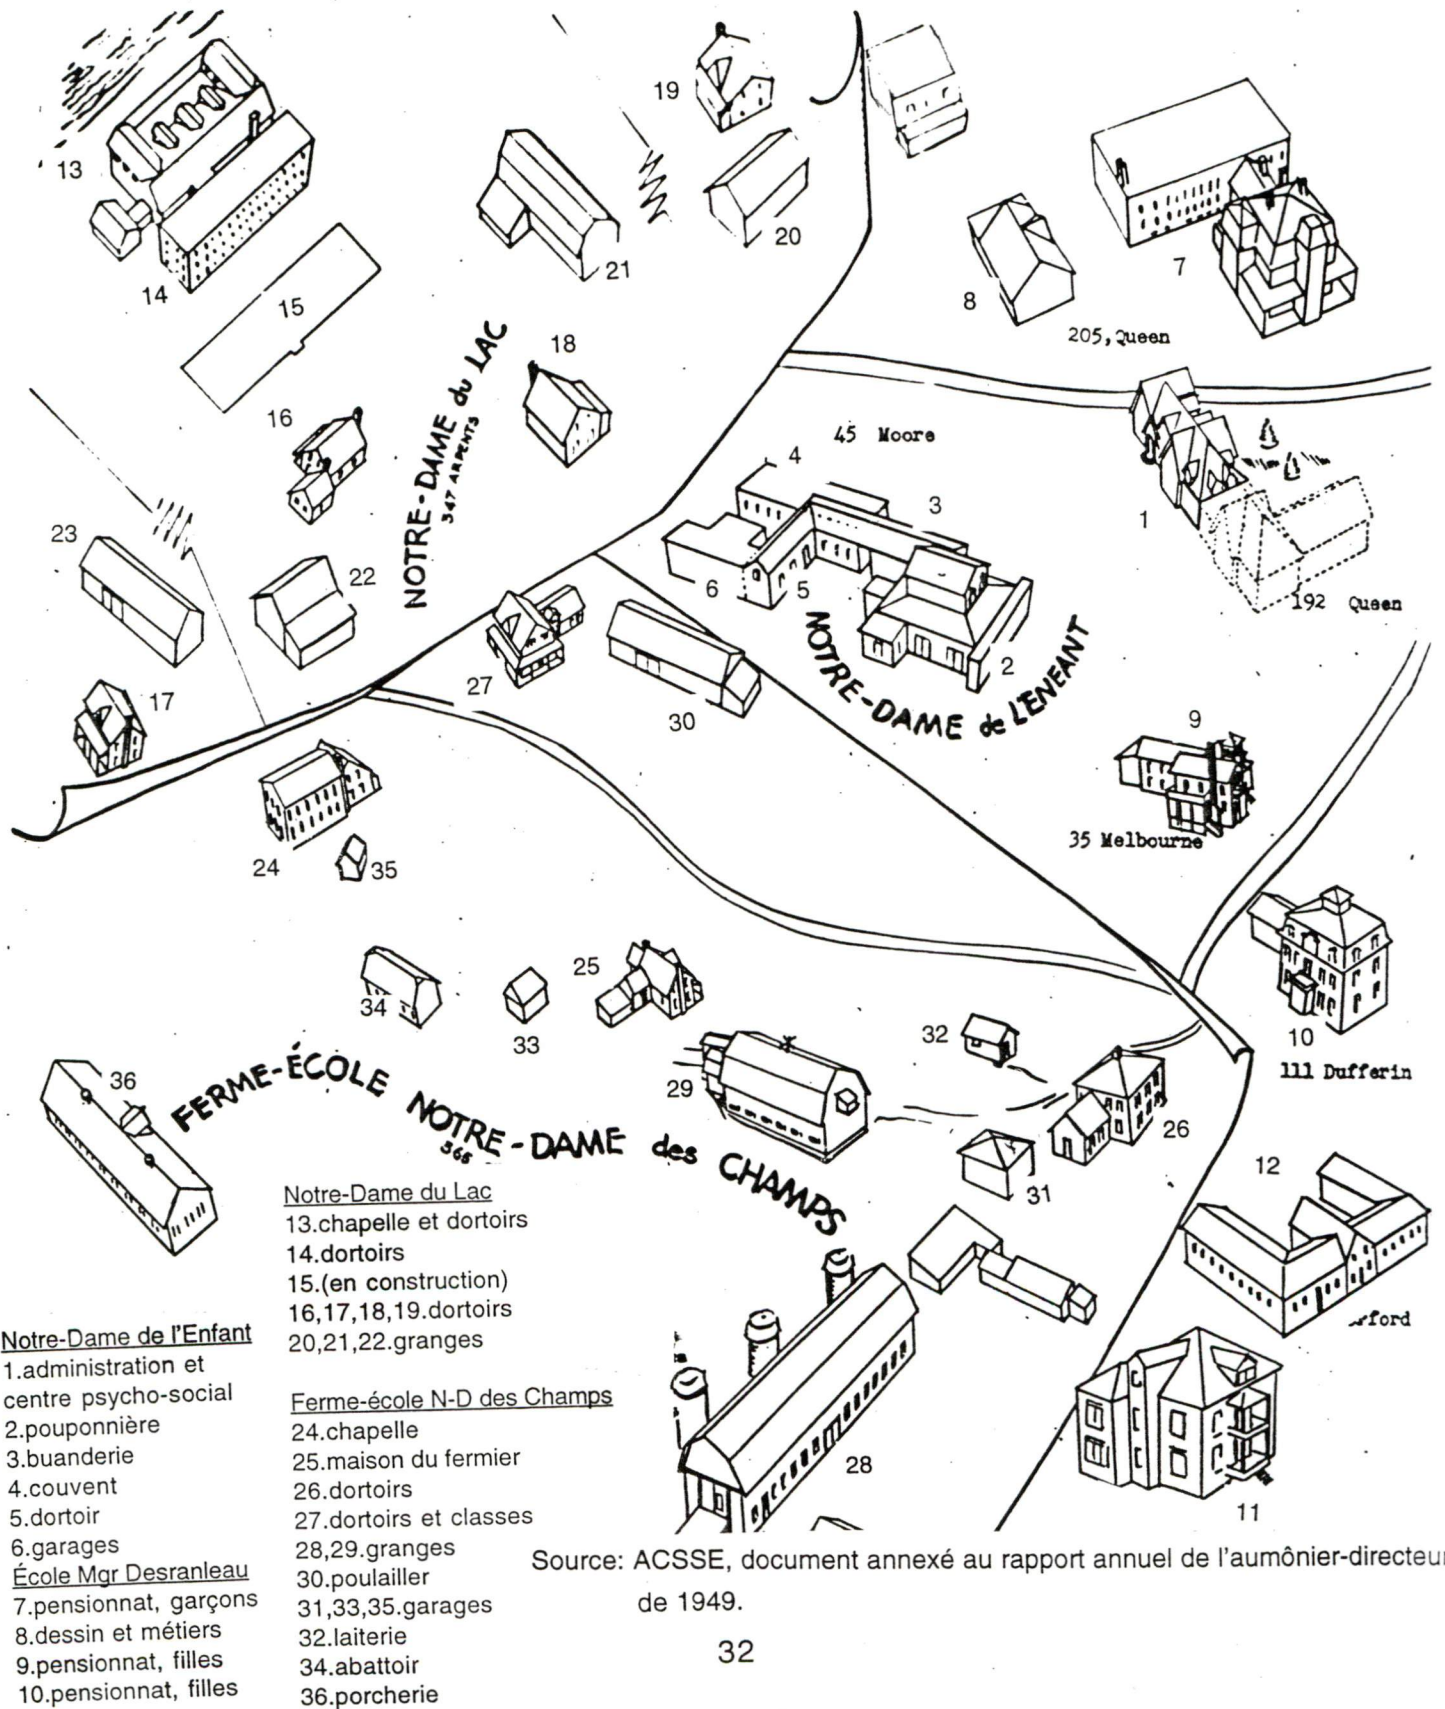 19
13
20
21
14
7
15
8
205, Queen
18
NOTRE-DAME du LAC
347 ARPENTS
16
45 Moore
4
3
1
23
22
6
5
192 Queen
NOTRE-DAME de L'ENFANT
2
17
27
30
9
35 Melbourne
24
35
25
34
33
32
10
111 Dufferin
36
29
26
FERME-ÉCOLE NOTRE-DAME des CHAMPS
365
31
12
28
11
Notre-Dame du Lac
13.chapelle et dortoirs
14.dortoirs
15.(en construction)
16,17,18,19.dortoirs
20,21,22.granges
Notre-Dame de l'Enfant
1.administration et
centre psycho-social
2.pouponnière
3.buanderie
4.couvent
5.dortoir
6.garages
École Mgr Desranleau
7.pensionnat, garçons
8.dessin et métiers
9.pensionnat, filles
10.pensionnat, filles
Ferme-école N-D des Champs
24.chapelle
25.maison du fermier
26.dortoirs
27.dortoirs et classes
28,29.granges
30.poulailler
31,33,35.garages
32.laiterie
34.abattoir
36.porcherie
Source: ACSSE, document annexé au rapport annuel de l'aumônier-directeur
de 1949.
32